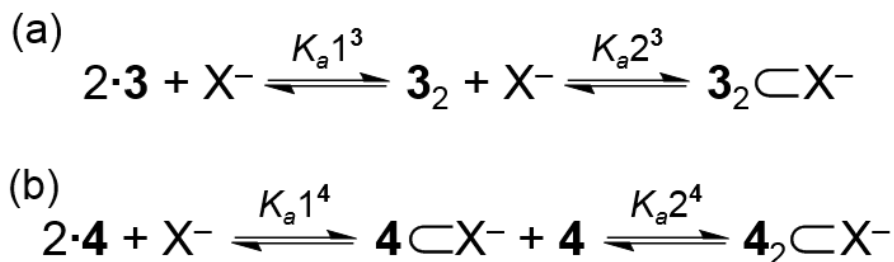 (a)
Kₐ1³ Kₐ2³
2·3 + X⁻ ⇌ 3₂ + X⁻ ⇌ 3₂⊂X⁻
(b)
Kₐ1⁴ Kₐ2⁴
2·4 + X⁻ ⇌ 4⊂X⁻ + 4 ⇌ 4₂⊂X⁻